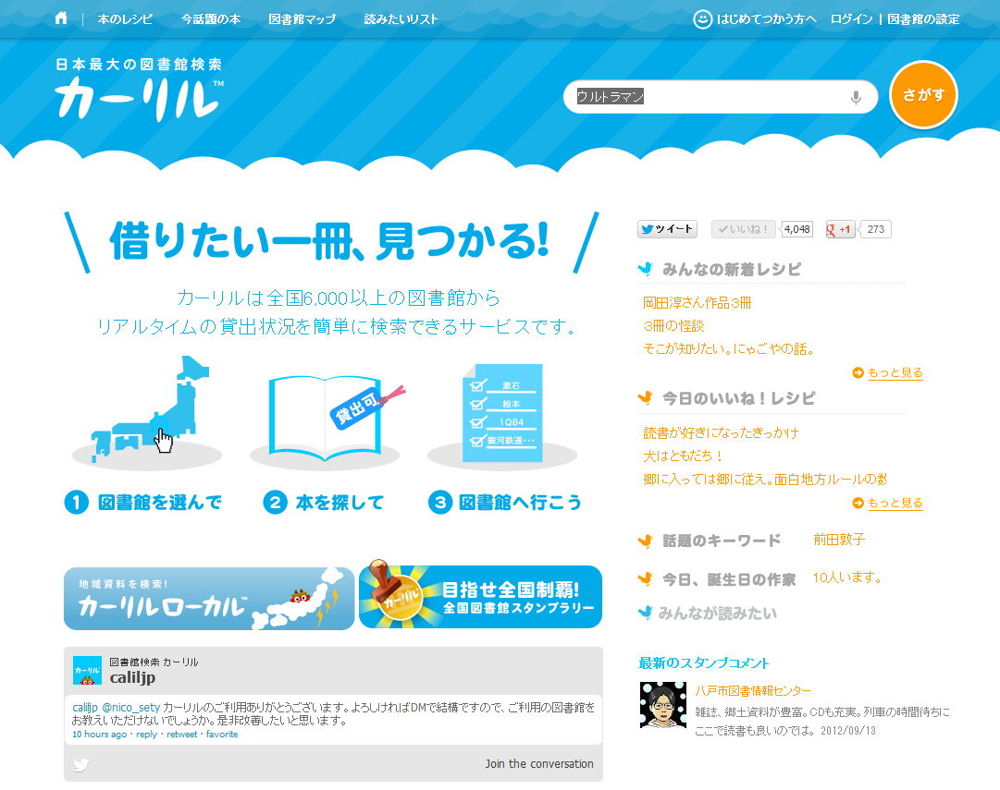 本のレシピ 今話題の本 図書館マップ 読みたいリスト はじめてつかう方へ ログイン | 図書館の設定
日本最大の図書館検索
カーリル™
ウルトラマン
さがす
借りたい一冊、見つかる!
カーリルは全国6,000以上の図書館から
リアルタイムの貸出状況を簡単に検索できるサービスです。
貸出可
漱石
絵本
1Q84
銀河鉄道・・・
1 図書館を選んで
2 本を探して
3 図書館へ行こう
地域資料を検索!
カーリルローカル™
カーリル
目指せ全国制覇!
全国図書館スタンプラリー
カーリル
図書館検索 カーリル
caliljp
caliljp @nico_sety カーリルのご利用ありがとうございます。よろしければDMで結構ですので、ご利用の図書館を
お教えいただけないでしょうか。是非改善したいと思います。
10 hours ago · reply · retweet · favorite
Join the conversation
ツイート いいね! 4,048 g +1 273
みんなの新着レシピ
岡田淳さん作品3冊
3冊の怪談
そこが知りたい。にゃごやの話。
もっと見る
今日のいいね!レシピ
読書が好きになったきっかけ
犬はともだち!
郷に入っては郷に従え。面白地方ルールの
もっと見る
話題のキーワード 前田敦子
今日、誕生日の作家 10人います。
みんなが読みたい
最新のスタンプコメント
八戸市図書情報センター
雑誌、郷土資料が豊富。CDも充実。列車の時間待ちに
ここで読書も良いのでは。 2012/09/13